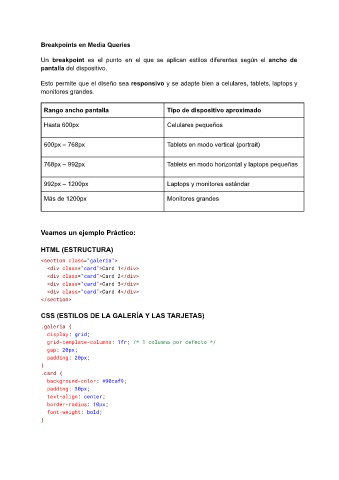 Breakpoints en Media Queries
Un breakpoint es el punto en el que se aplican estilos diferentes según el ancho de
pantalla del dispositivo.
Esto permite que el diseño sea responsivo y se adapte bien a celulares, tablets, laptops y
monitores grandes.
Rango ancho pantalla Tipo de dispositivo aproximado
Hasta 600px Celulares pequeños
600px – 768px Tablets en modo vertical (portrait)
768px – 992px Tablets en modo horizontal y laptops pequeñas
992px – 1200px Laptops y monitores estándar
Más de 1200px Monitores grandes
Veamos un ejemplo Práctico:
HTML (ESTRUCTURA)
<section class="galeria">
<div class="card">Card 1</div>
<div class="card">Card 2</div>
<div class="card">Card 3</div>
<div class="card">Card 4</div>
</section>
CSS (ESTILOS DE LA GALERÍA Y LAS TARJETAS)
.galeria {
display: grid;
grid-template-columns: 1fr; /* 1 columna por defecto */
gap: 20px;
padding: 20px;
}
.card {
background-color: #90caf9;
padding: 30px;
text-align: center;
border-radius: 10px;
font-weight: bold;
}